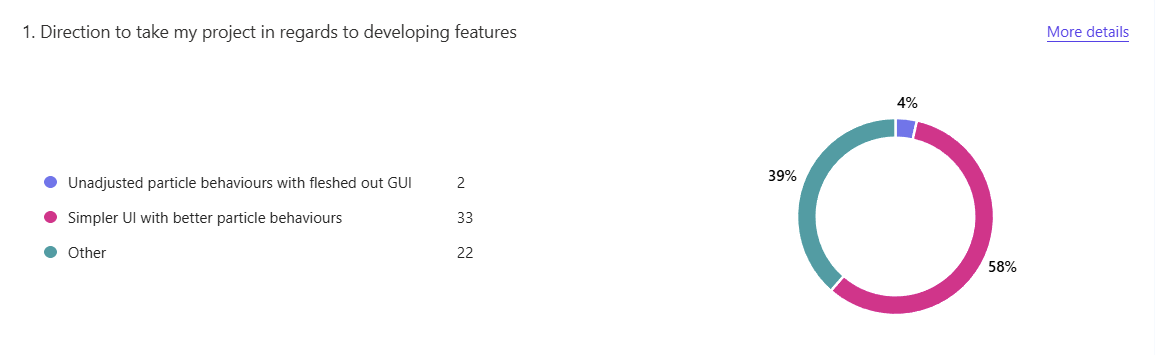 1. Direction to take my project in regards to developing features
More details
Unadjusted particle behaviours with fleshed out GUI 2
Simpler UI with better particle behaviours 33
Other 22
4%
39%
58%